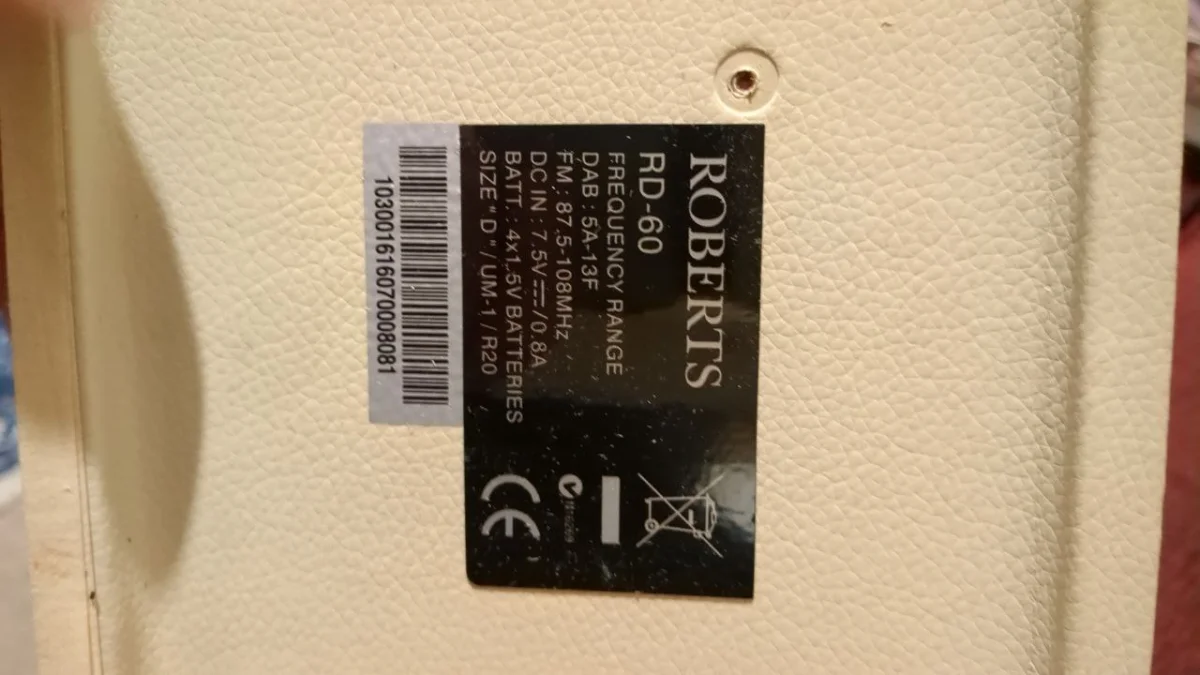 ROBERTS
RD-60
FREQUENCY RANGE
DAB : 5A-13F
FM : 87.5-108MHz
DC IN : 7.5V⎓/0.8A
BATT. : 4x1.5V BATTERIES
SIZE " D " / UM-1 / R20
CE
103001616070008081